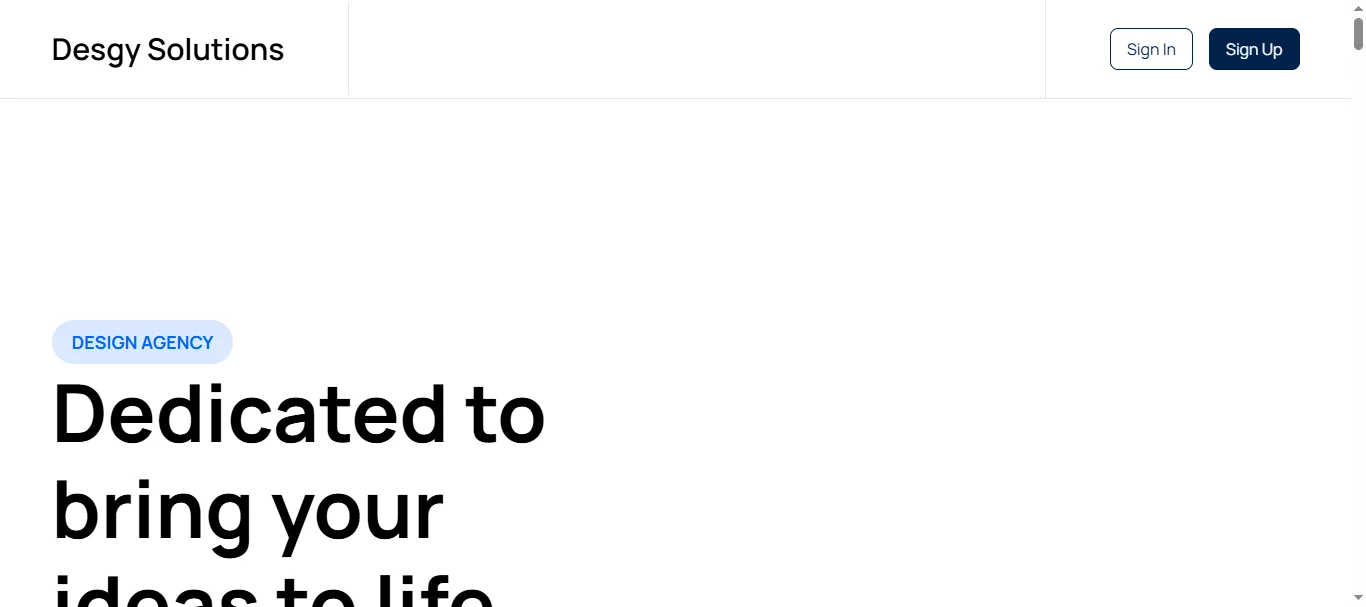 Desgy Solutions
Sign In
Sign Up
DESIGN AGENCY
Dedicated to
bring your
ideas to life